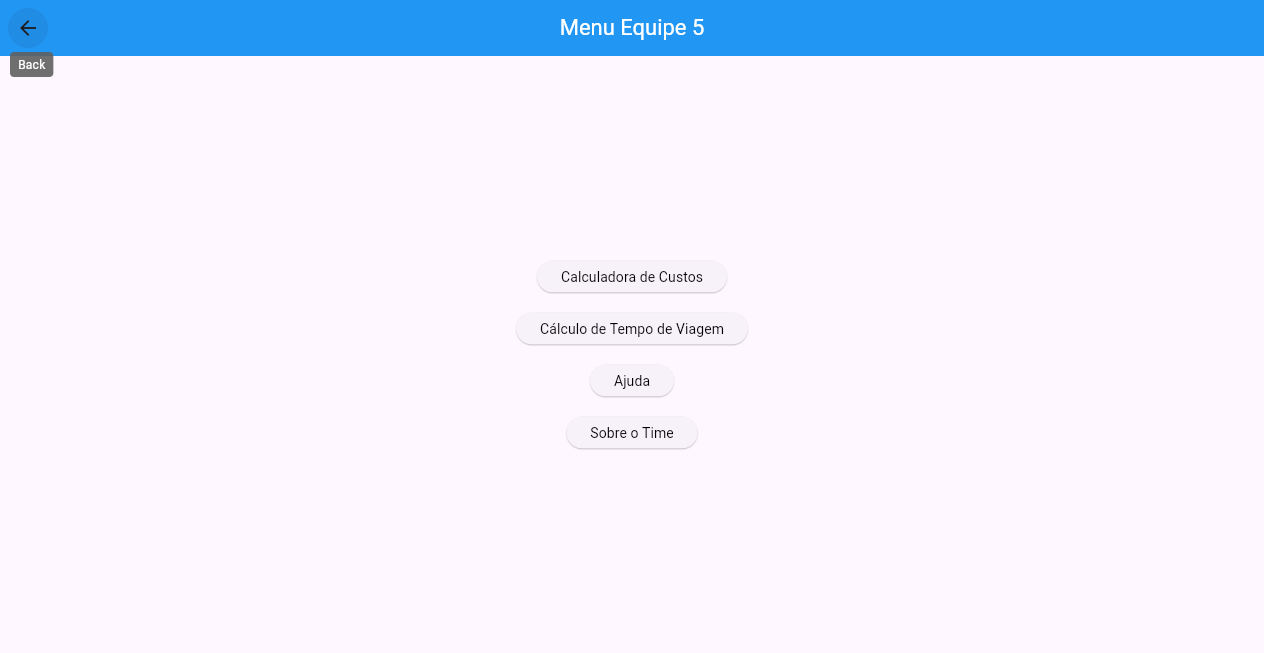 Menu Equipe 5
Back
Calculadora de Custos
Cálculo de Tempo de Viagem
Ajuda
Sobre o Time